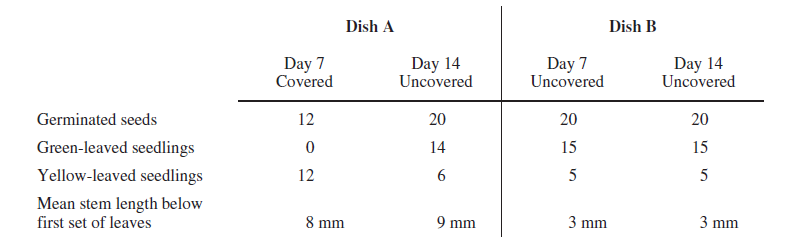 Dish A Dish B
Day 7 Day 14 Day 7 Day 14
Covered Uncovered Uncovered Uncovered
Germinated seeds 12 20 20 20
Green-leaved seedlings 0 14 15 15
Yellow-leaved seedlings 12 6 5 5
Mean stem length below
first set of leaves 8 mm 9 mm 3 mm 3 mm